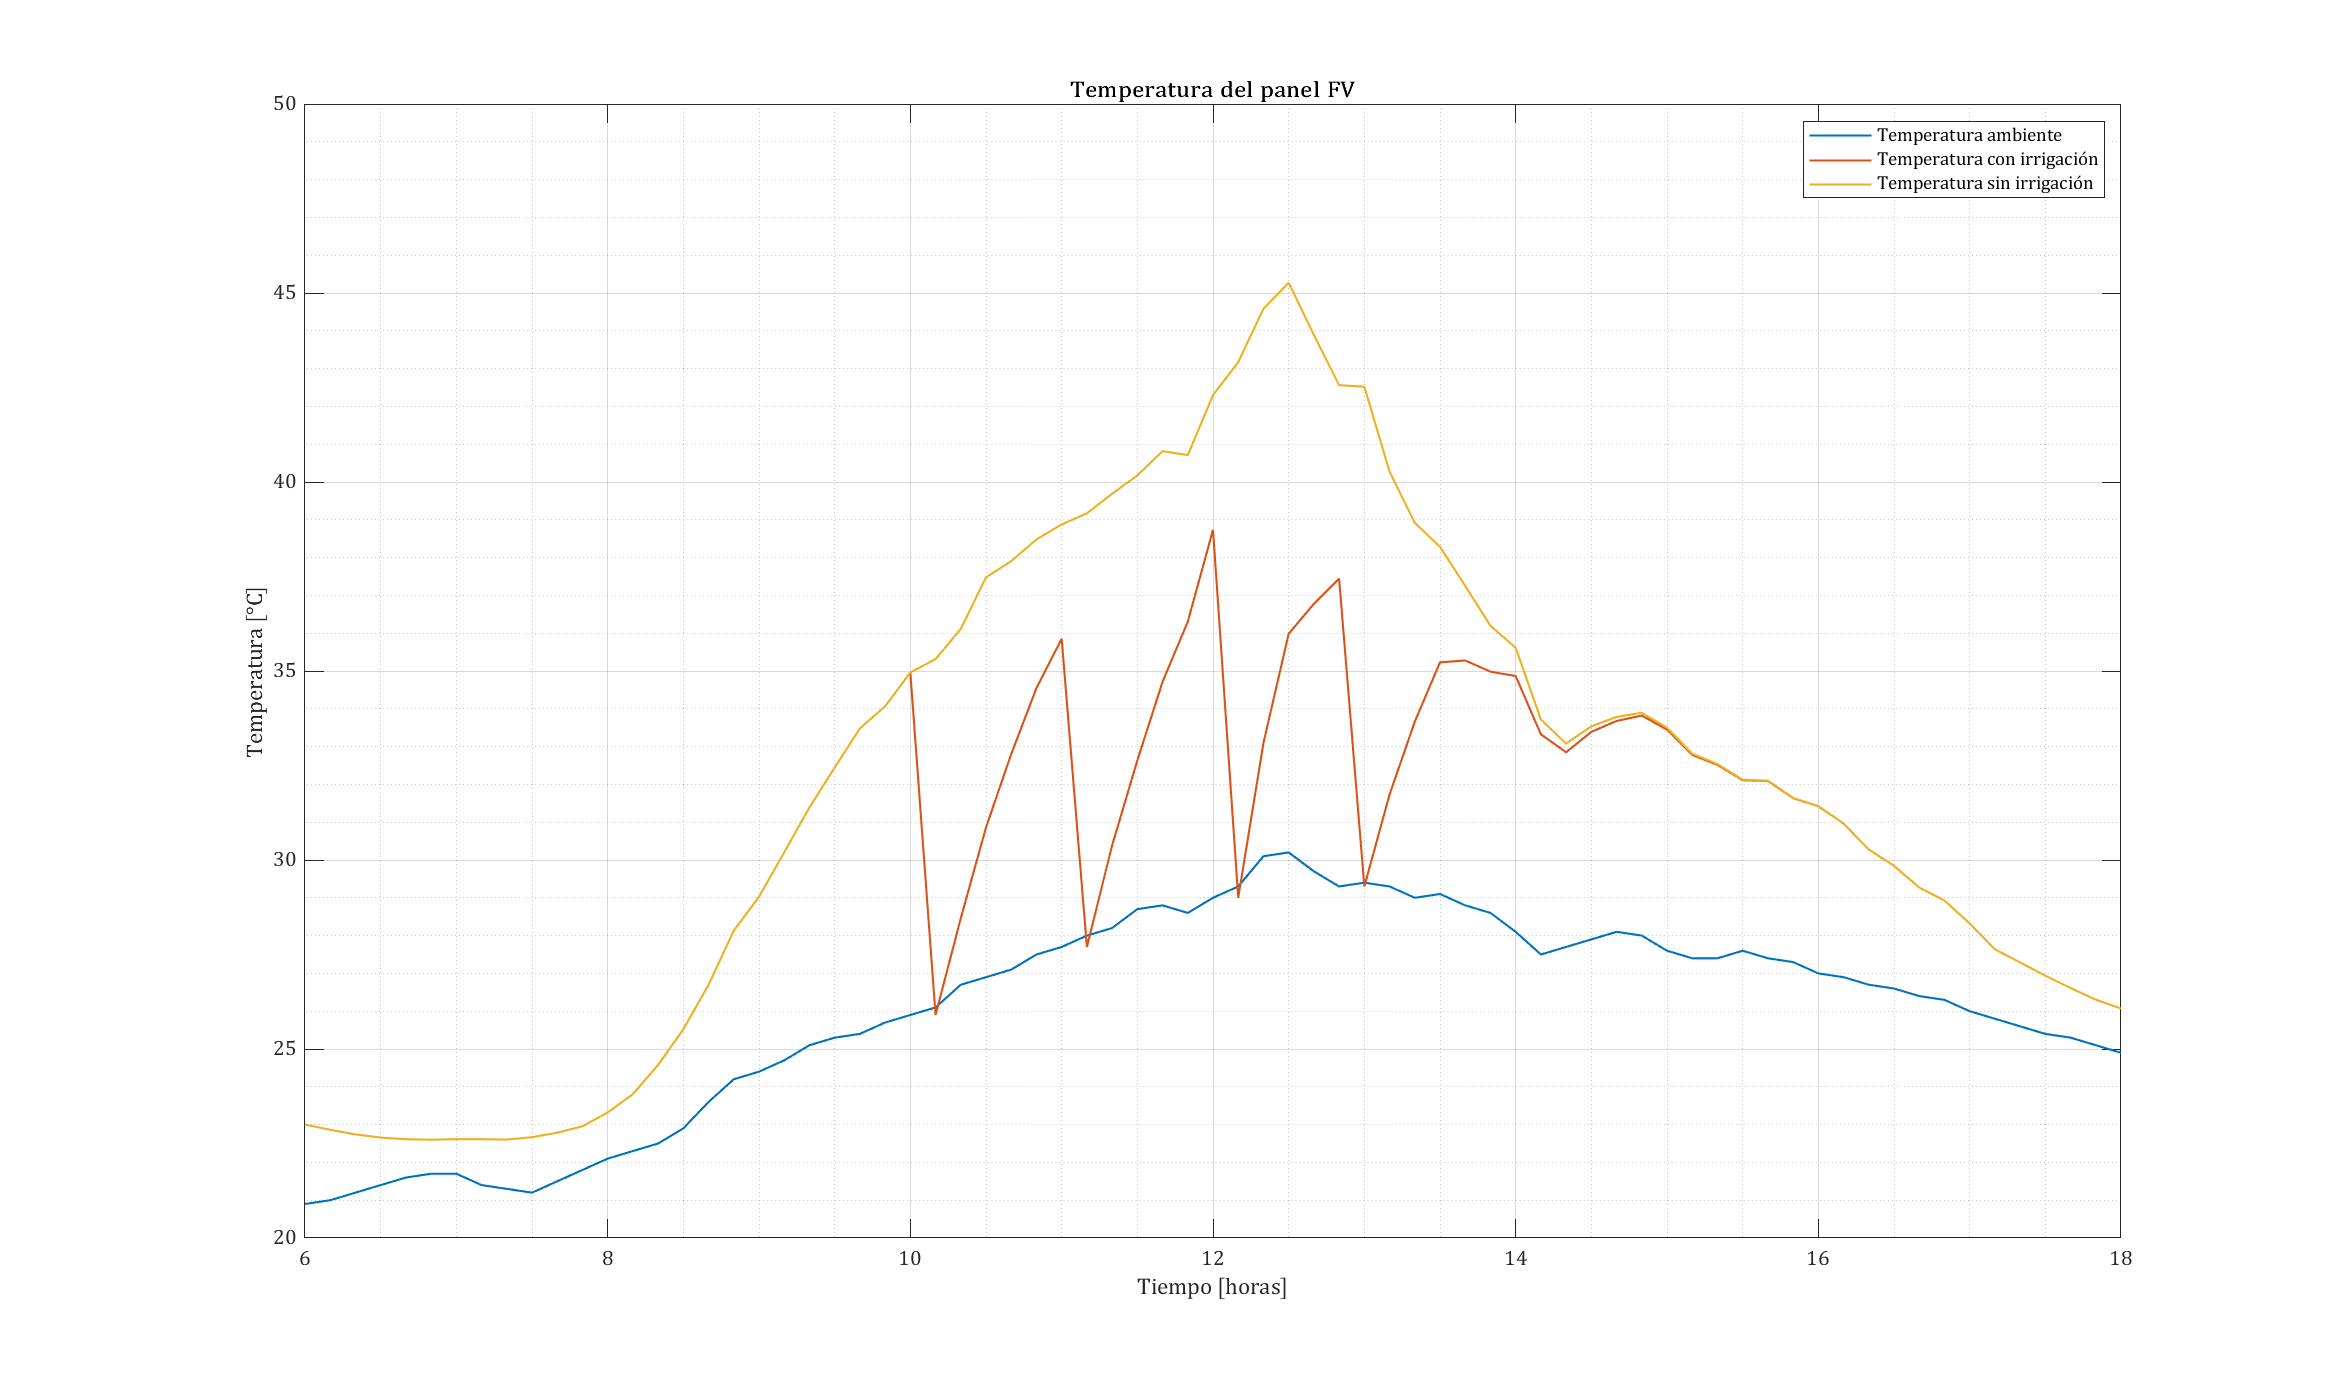 Temperatura del panel FV
50
45
40
35
30
25
20
Temperatura [°C]
Temperatura ambiente
Temperatura con irrigación
Temperatura sin irrigación
6 8 10 12 14 16 18
Tiempo [horas]